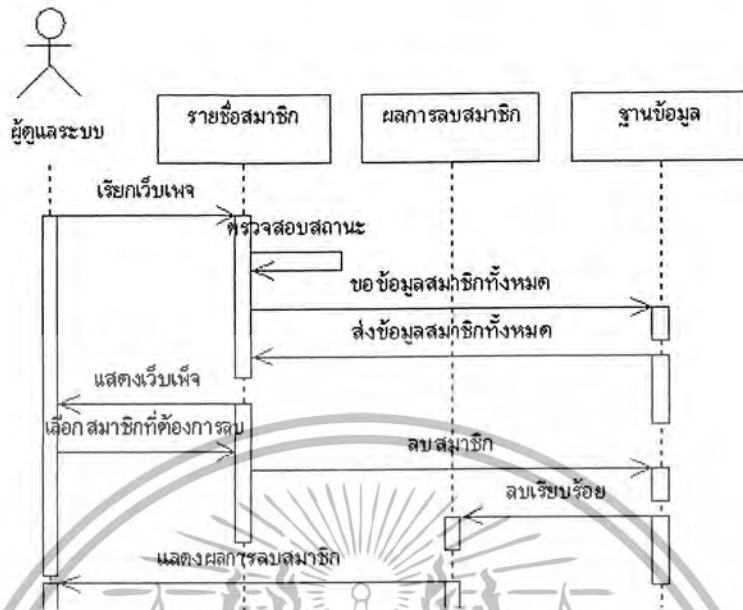 ผู้ดูแลระบบ
รายชื่อสมาชิก
ผลการลบสมาชิก
ฐานข้อมูล
เรียกเว็บเพจ
ตรวจสอบสถานะ
ขอข้อมูลสมาชิกทั้งหมด
ส่งข้อมูลสมาชิกทั้งหมด
แสดงเว็บเพ็จ
เลือกสมาชิกที่ต้องการลบ
ลบสมาชิก
ลบเรียบร้อย
แลดงผลการลบสมาชิก